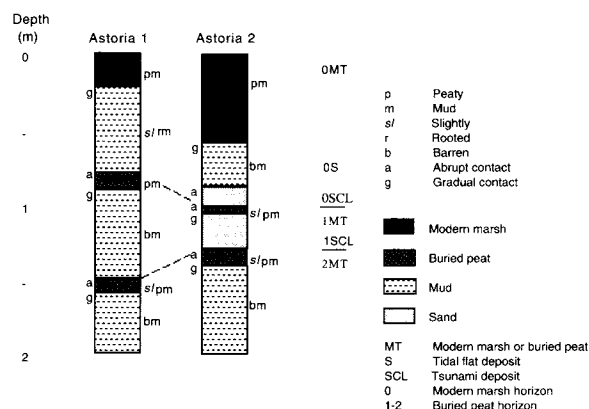 Depth
(m)
Astoria 1
Astoria 2
0
-
1
-
2
pm
g
sl rm
a
pm
g
bm
a
sl pm
g
bm
pm
g
bm
a
a
sl pm
g
a
sl pm
g
bm
0MT
0S
0SCL
1MT
1SCL
2MT
p Peaty
m Mud
sl Slightly
r Rooted
b Barren
a Abrupt contact
g Gradual contact
Modern marsh
Buried peat
Mud
Sand
MT Modern marsh or buried peat
S Tidal flat deposit
SCL Tsunami deposit
0 Modern marsh horizon
1-2 Buried peat horizon